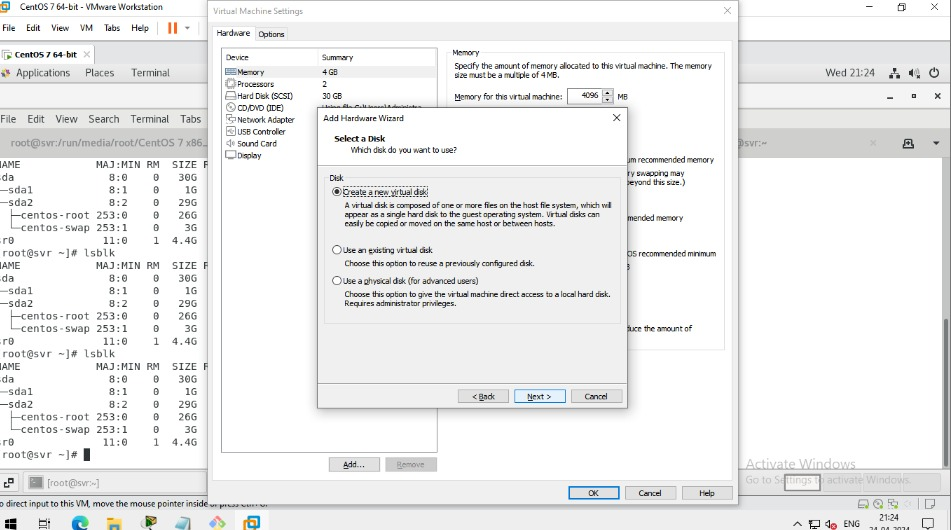 CentOS 7 64-bit - VMware Workstation
File Edit View VM Tabs Help
CentOS 7 64-bit
Applications Places Terminal
Wed 21:24
File Edit View Search Terminal Tabs
root@svr:/run/media/root/CentOS 7 x86_
@svr:~
NAME MAJ:MIN RM SIZE
sda 8:0 0 30G
├─sda1 8:1 0 1G
└─sda2 8:2 0 29G
├─centos-root 253:0 0 26G
└─centos-swap 253:1 0 3G
sr0 11:0 1 4.4G
root@svr ~]# lsblk
NAME MAJ:MIN RM SIZE
sda 8:0 0 30G
├─sda1 8:1 0 1G
└─sda2 8:2 0 29G
├─centos-root 253:0 0 26G
└─centos-swap 253:1 0 3G
sr0 11:0 1 4.4G
root@svr ~]# lsblk
NAME MAJ:MIN RM SIZE
sda 8:0 0 30G
├─sda1 8:1 0 1G
└─sda2 8:2 0 29G
├─centos-root 253:0 0 26G
└─centos-swap 253:1 0 3G
sr0 11:0 1 4.4G
root@svr ~]#
[root@svr:~]
o direct input to this VM, move the mouse pointer inside or press Ctrl+G.
Virtual Machine Settings
Hardware Options
Device Summary
Memory 4 GB
Processors 2
Hard Disk (SCSI) 30 GB
CD/DVD (IDE) Using file C:\Users\Administra...
Network Adapter
USB Controller
Sound Card
Display
Add... Remove
Memory
Specify the amount of memory allocated to this virtual machine. The memory
size must be a multiple of 4 MB.
Memory for this virtual machine: 4096 MB
um recommended memory
ry swapping may
beyond this size.)
mended memory
OS recommended minimum
duce the amount of
Add Hardware Wizard
Select a Disk
Which disk do you want to use?
Disk
Create a new virtual disk
A virtual disk is composed of one or more files on the host file system, which will
appear as a single hard disk to the guest operating system. Virtual disks can
easily be copied or moved on the same host or between hosts.
Use an existing virtual disk
Choose this option to reuse a previously configured disk.
Use a physical disk (for advanced users)
Choose this option to give the virtual machine direct access to a local hard disk.
Requires administrator privileges.
< Back Next > Cancel
OK Cancel Help
Activate Windows
Go to Settings to activate Windows.
ENG
21:24
24-04-2024